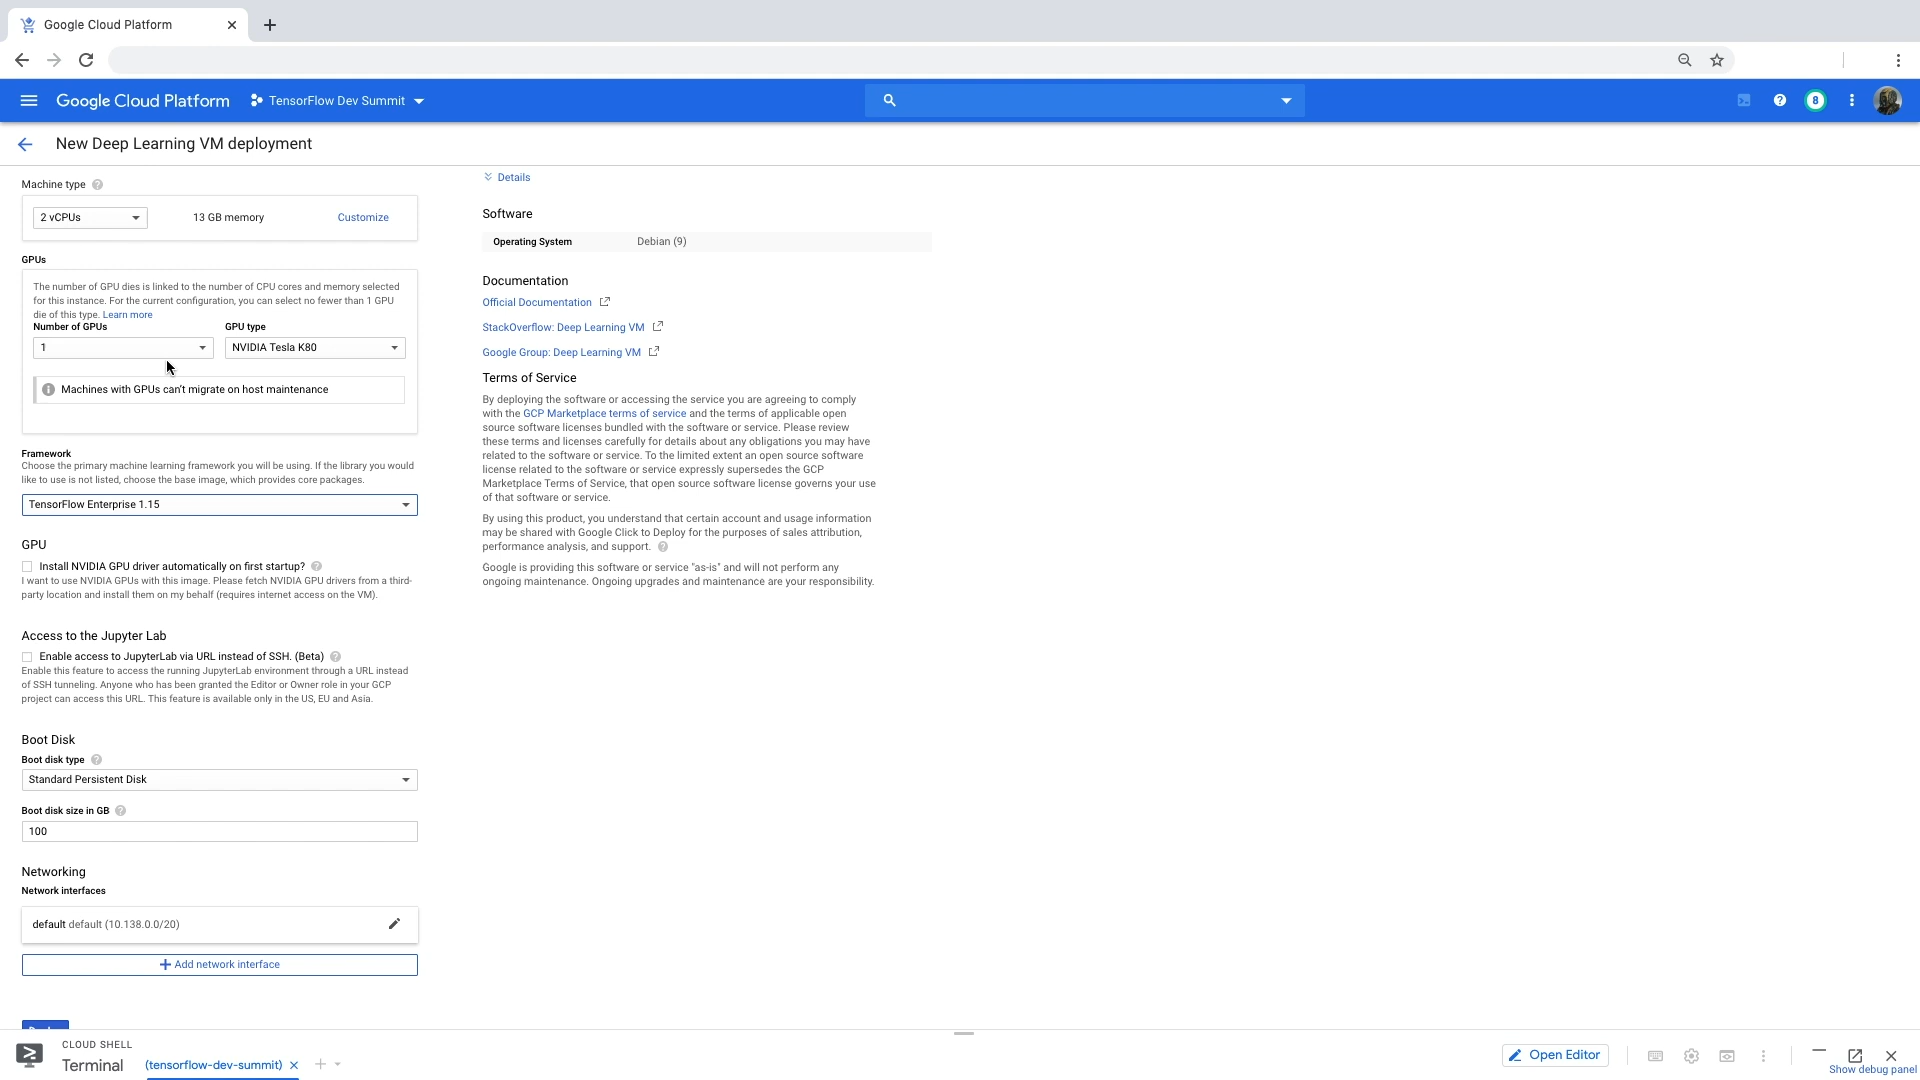 Google Cloud Platform
Google Cloud Platform
TensorFlow Dev Summit
8
New Deep Learning VM deployment
Machine type
2 vCPUs
13 GB memory
Customize
GPUs
The number of GPU dies is linked to the number of CPU cores and memory selected
for this instance. For the current configuration, you can select no fewer than 1 GPU
die of this type. Learn more
Number of GPUs
GPU type
1
NVIDIA Tesla K80
Machines with GPUs can't migrate on host maintenance
Framework
Choose the primary machine learning framework you will be using. If the library you would
like to use is not listed, choose the base image, which provides core packages.
TensorFlow Enterprise 1.15
GPU
Install NVIDIA GPU driver automatically on first startup?
I want to use NVIDIA GPUs with this image. Please fetch NVIDIA GPU drivers from a third-
party location and install them on my behalf (requires internet access on the VM).
Access to the Jupyter Lab
Enable access to JupyterLab via URL instead of SSH. (Beta)
Enable this feature to access the running JupyterLab environment through a URL instead
of SSH tunneling. Anyone who has been granted the Editor or Owner role in your GCP
project can access this URL. This feature is available only in the US, EU and Asia.
Boot Disk
Boot disk type
Standard Persistent Disk
Boot disk size in GB
100
Networking
Network interfaces
default default (10.138.0.0/20)
Add network interface
Details
Software
Operating System
Debian (9)
Documentation
Official Documentation
StackOverflow: Deep Learning VM
Google Group: Deep Learning VM
Terms of Service
By deploying the software or accessing the service you are agreeing to comply
with the GCP Marketplace terms of service and the terms of applicable open
source software licenses bundled with the software or service. Please review
these terms and licenses carefully for details about any obligations you may have
related to the software or service. To the limited extent an open source software
license related to the software or service expressly supersedes the GCP
Marketplace Terms of Service, that open source software license governs your use
of that software or service.
By using this product, you understand that certain account and usage information
may be shared with Google Click to Deploy for the purposes of sales attribution,
performance analysis, and support.
Google is providing this software or service "as-is" and will not perform any
ongoing maintenance. Ongoing upgrades and maintenance are your responsibility.
CLOUD SHELL
Terminal
(tensorflow-dev-summit)
Open Editor
Show debug panel